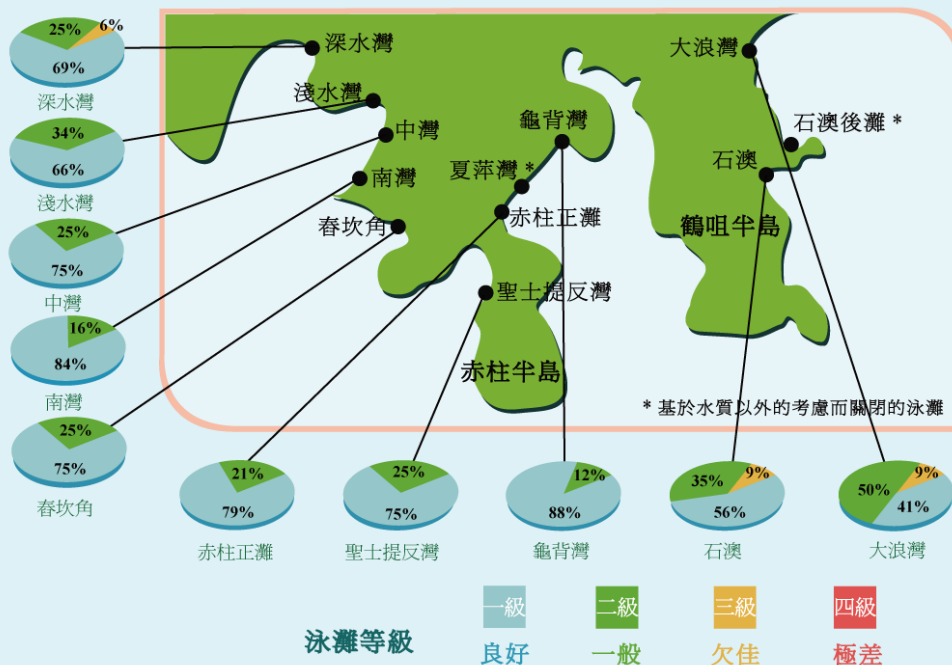 25%
6%
69%
深水灣
34%
66%
淺水灣
25%
75%
中灣
16%
84%
南灣
25%
75%
舂坎角
深水灣
淺水灣
中灣
南灣
舂坎角
龜背灣
夏萍灣 *
赤柱正灘
聖士提反灣
赤柱半島
大浪灣
石澳後灘 *
石澳
鶴咀半島
* 基於水質以外的考慮而關閉的泳灘
21%
79%
赤柱正灘
25%
75%
聖士提反灣
12%
88%
龜背灣
35%
9%
56%
石澳
50%
9%
41%
大浪灣
泳灘等級
一級
良好
二級
一般
三級
欠佳
四級
極差